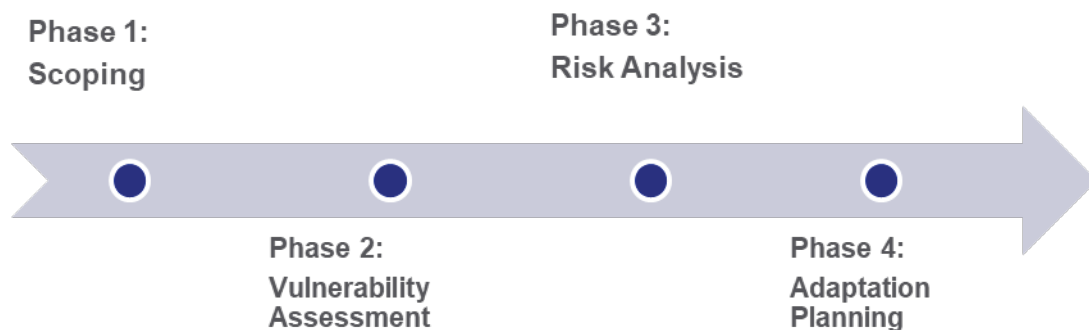 Phase 1:
Scoping
Phase 2:
Vulnerability
Assessment
Phase 3:
Risk Analysis
Phase 4:
Adaptation
Planning